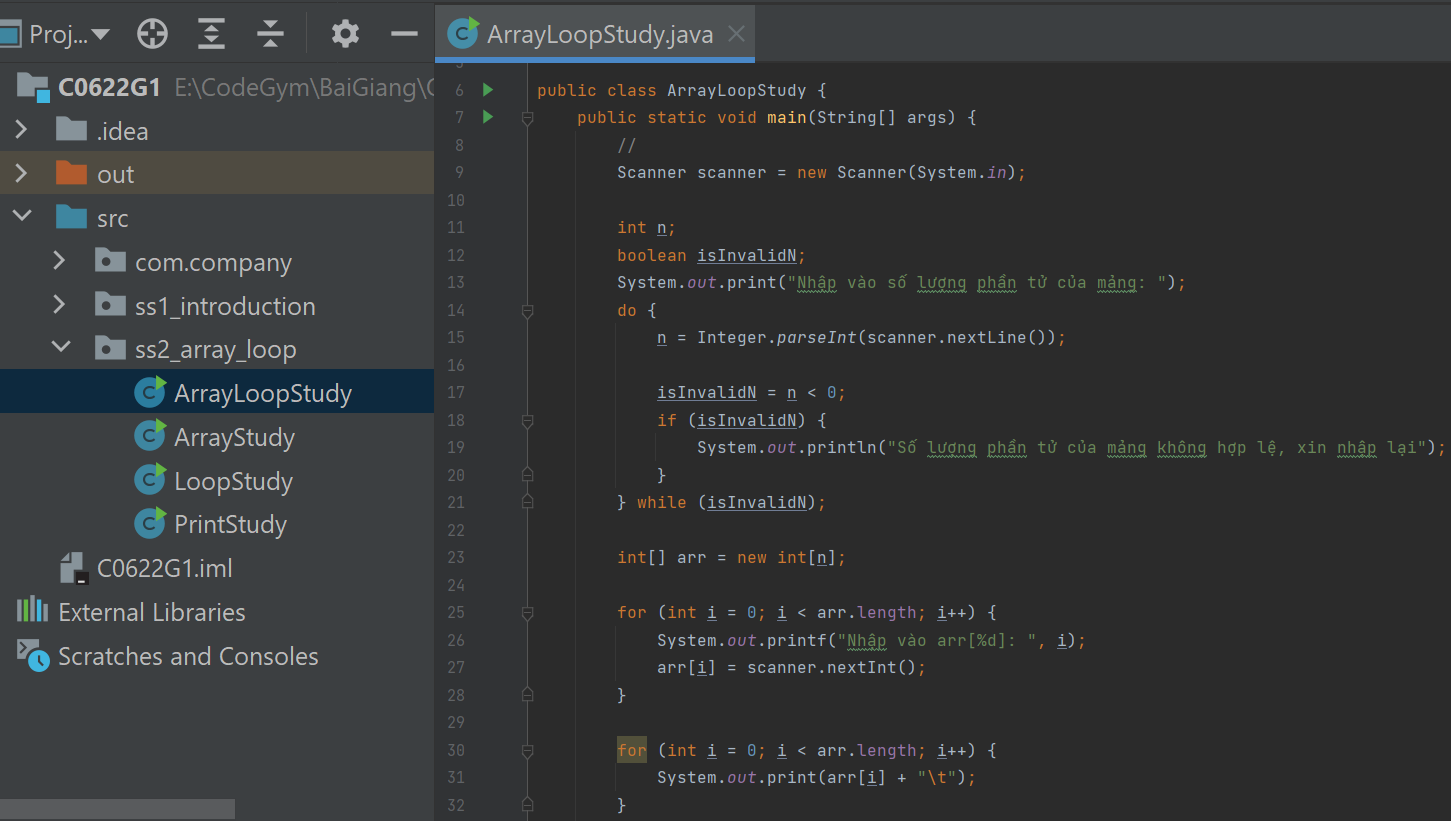 Proj...
ArrayLoopStudy.java
C0622G1 E:\CodeGym\BaiGiang\
.idea
out
src
com.company
ss1_introduction
ss2_array_loop
ArrayLoopStudy
ArrayStudy
LoopStudy
PrintStudy
C0622G1.iml
External Libraries
Scratches and Consoles
6 public class ArrayLoopStudy {
7 public static void main(String[] args) {
8 //
9 Scanner scanner = new Scanner(System.in);
10
11 int n;
12 boolean isInvalidN;
13 System.out.print("Nhập vào số lượng phần tử của mảng: ");
14 do {
15 n = Integer.parseInt(scanner.nextLine());
16
17 isInvalidN = n < 0;
18 if (isInvalidN) {
19 System.out.println("Số lượng phần tử của mảng không hợp lệ, xin nhập lại");
20 }
21 } while (isInvalidN);
22
23 int[] arr = new int[n];
24
25 for (int i = 0; i < arr.length; i++) {
26 System.out.printf("Nhập vào arr[%d]: ", i);
27 arr[i] = scanner.nextInt();
28 }
29
30 for (int i = 0; i < arr.length; i++) {
31 System.out.print(arr[i] + "\t");
32 }